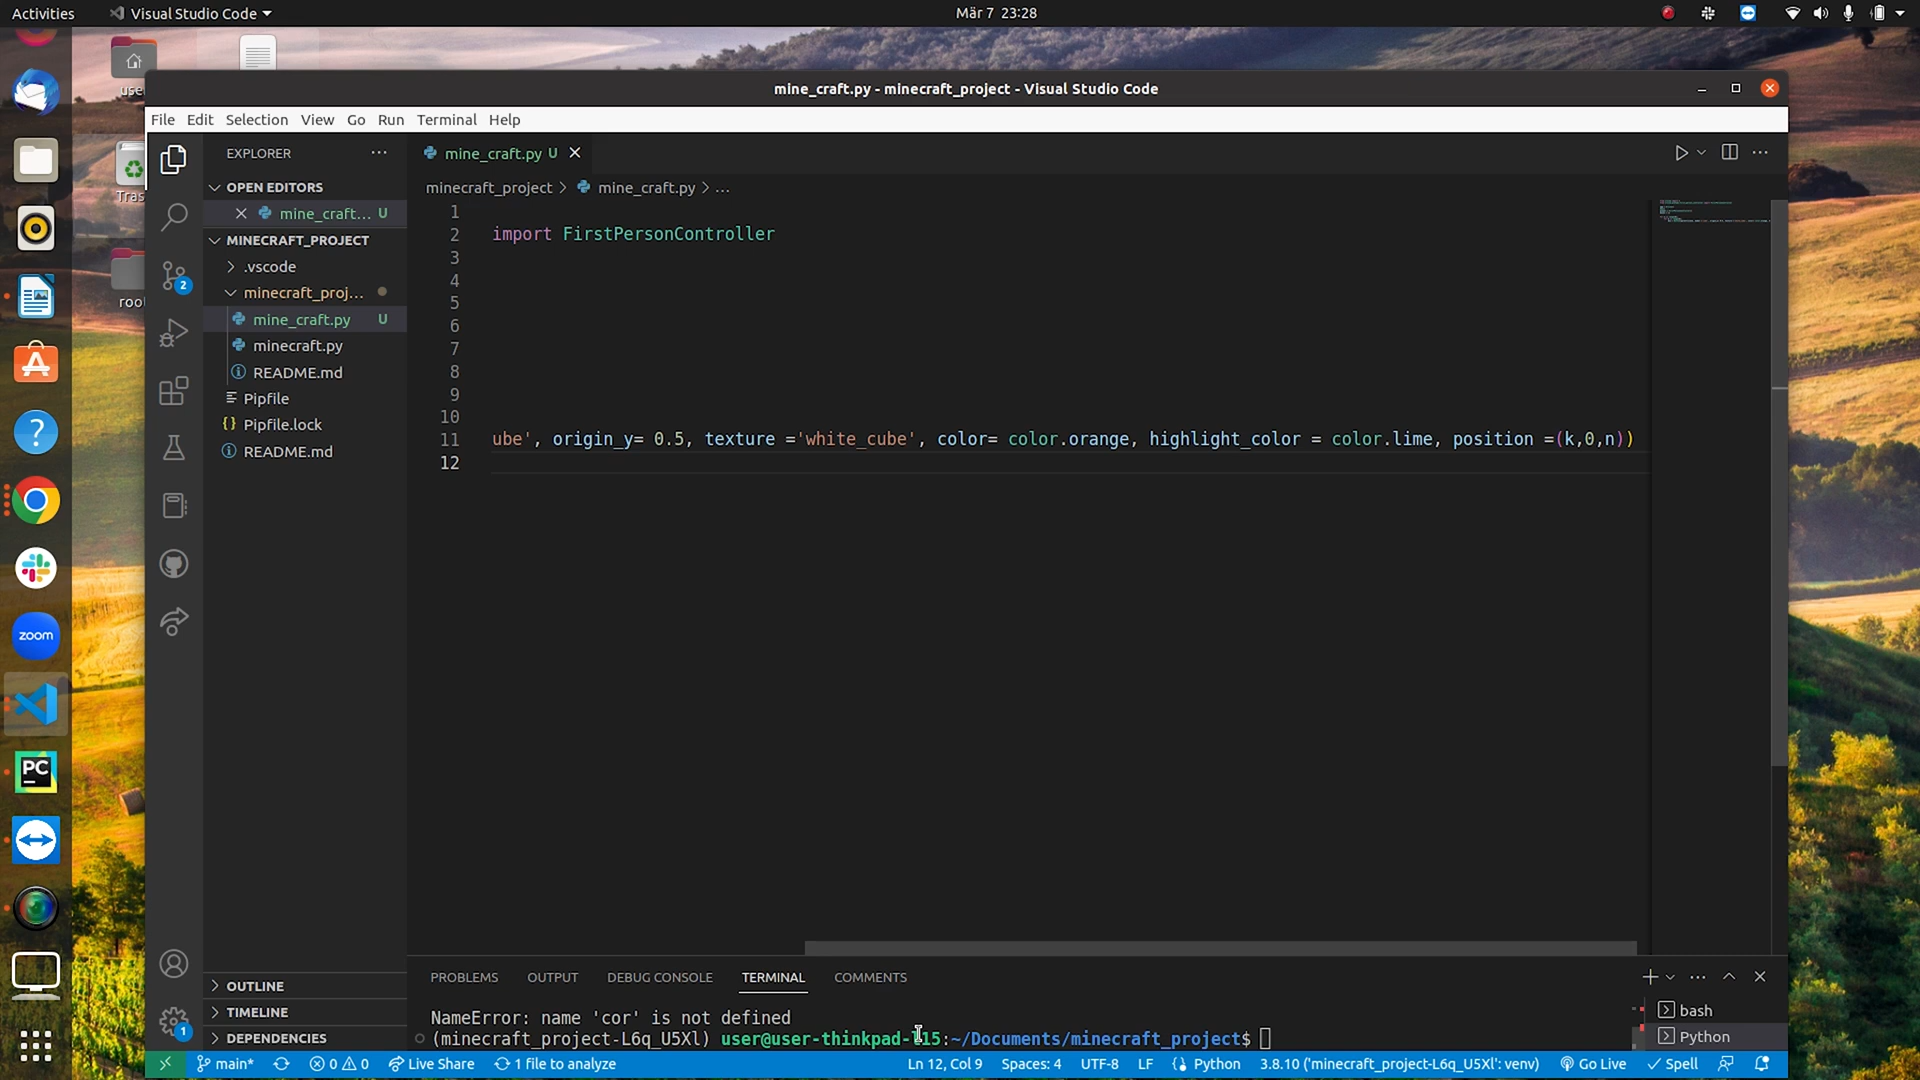 Activities
Visual Studio Code
Mär 7 23:28
use
mine_craft.py - minecraft_project - Visual Studio Code
File Edit Selection View Go Run Terminal Help
EXPLORER
mine_craft.py U
OPEN EDITORS
mine_craft... U
minecraft_project > mine_craft.py > ...
MINECRAFT_PROJECT
.vscode
minecraft_proj...
mine_craft.py U
minecraft.py
README.md
Pipfile
Pipfile.lock
README.md
Tras
roo
2
1
2 import FirstPersonController
3
4
5
6
7
8
9
10
11 ube', origin_y= 0.5, texture ='white_cube', color= color.orange, highlight_color = color.lime, position =(k,0,n))
12
zoom
PC
OUTLINE
TIMELINE
DEPENDENCIES
1
PROBLEMS OUTPUT DEBUG CONSOLE TERMINAL COMMENTS
NameError: name 'cor' is not defined
(minecraft_project-L6q_U5Xl) user@user-thinkpad-l15:~/Documents/minecraft_project$
bash
Python
main* 0 0 Live Share 1 file to analyze Ln 12, Col 9 Spaces: 4 UTF-8 LF Python 3.8.10 ('minecraft_project-L6q_U5Xl': venv) Go Live Spell